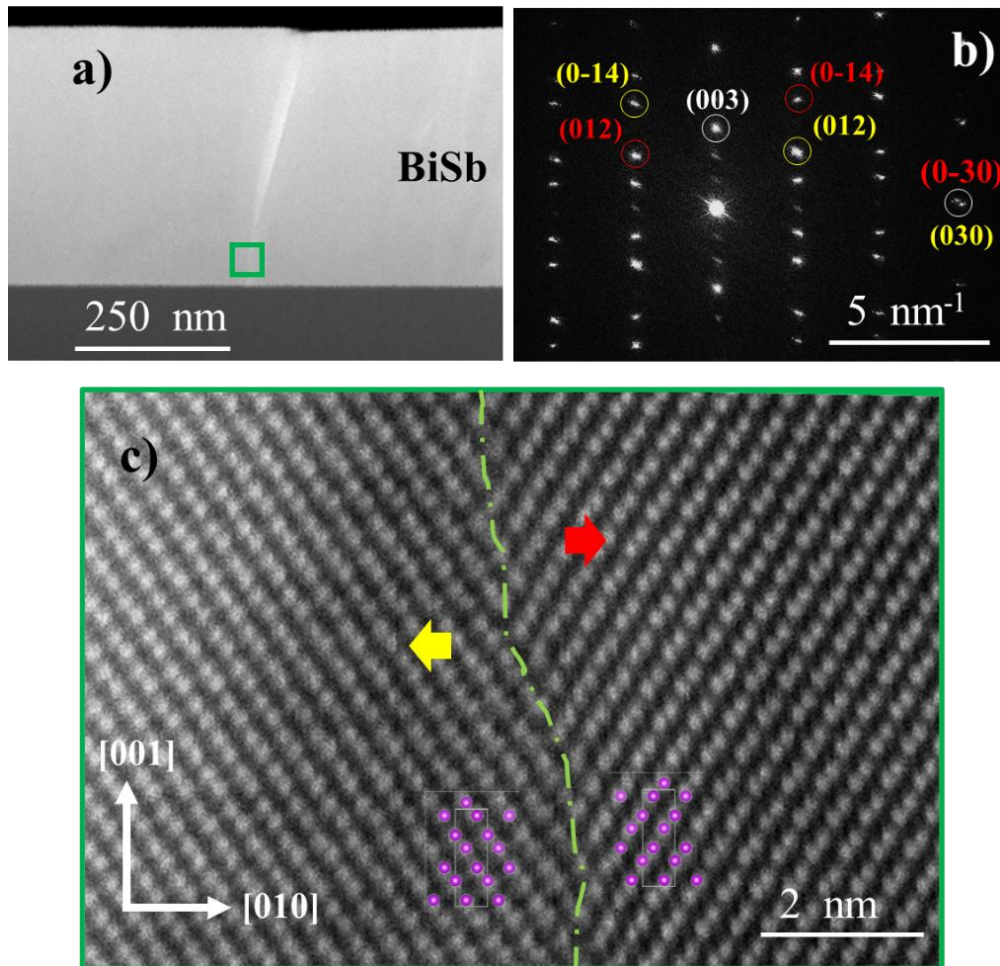 a)
BiSb
250 nm
b)
(0-14)
(003)
(0-14)
(012)
(012)
(0-30)
(030)
5 nm-1
c)
[001]
[010]
2 nm